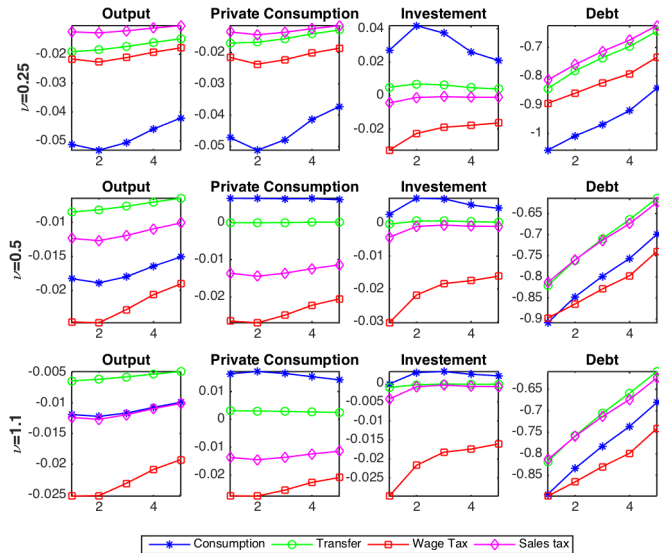 Output Private Consumption Investement Debt
ν=0.25
-0.02 -0.03 -0.04 -0.05
2 4
-0.02 -0.03 -0.04 -0.05
2 4
0.04 0.02 0 -0.02
2 4
-0.7 -0.8 -0.9 -1
2 4
Output Private Consumption Investement Debt
ν=0.5
-0.01 -0.015 -0.02
2 4
0 -0.01 -0.02
2 4
0 -0.01 -0.02 -0.03
2 4
-0.65 -0.7 -0.75 -0.8 -0.85 -0.9
2 4
Output Private Consumption Investement Debt
ν=1.1
-0.005 -0.01 -0.015 -0.02 -0.025
2 4
0.01 0 -0.01 -0.02
2 4
0 -0.005 -0.01 -0.015 -0.02 -0.025
2 4
-0.65 -0.7 -0.75 -0.8 -0.85
2 4
Consumption Transfer Wage Tax Sales tax